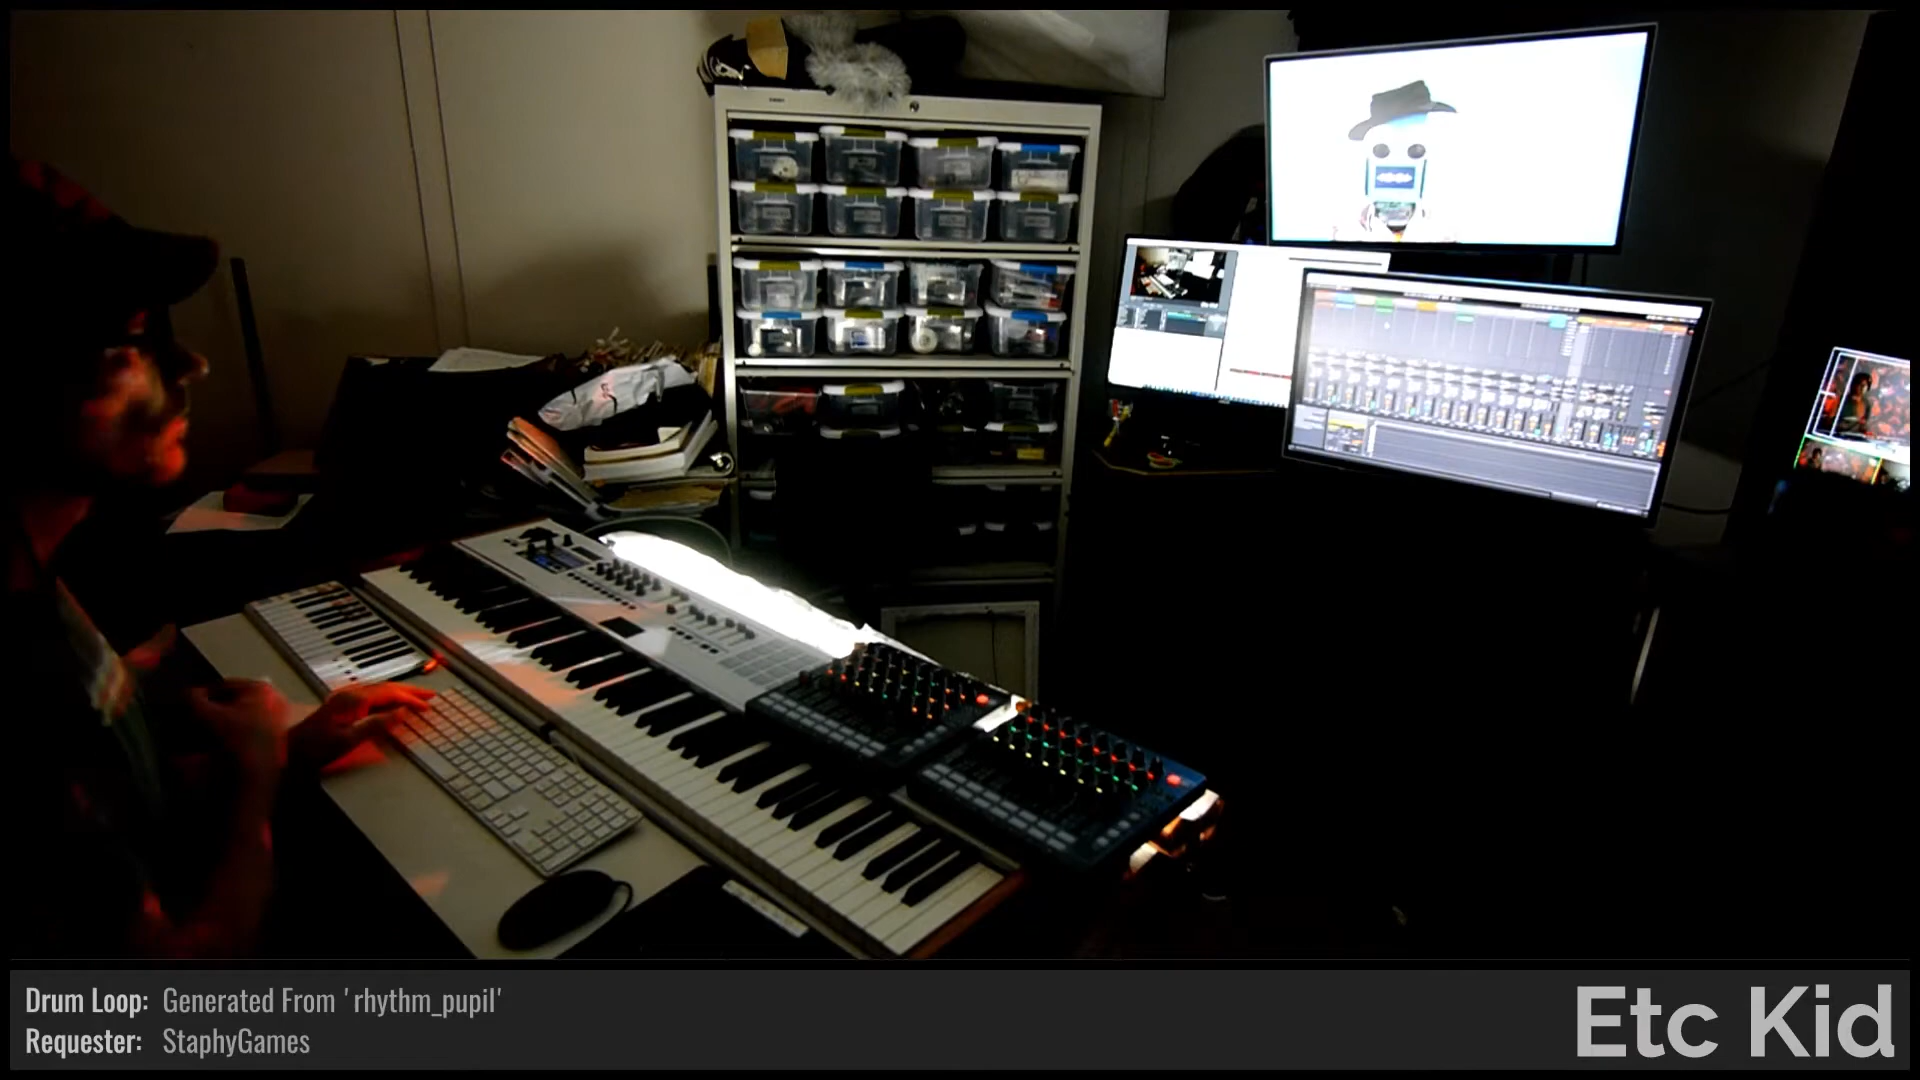 Drum Loop: Generated From 'rhythm_pupil'
Requester: StaphyGames
Etc Kid